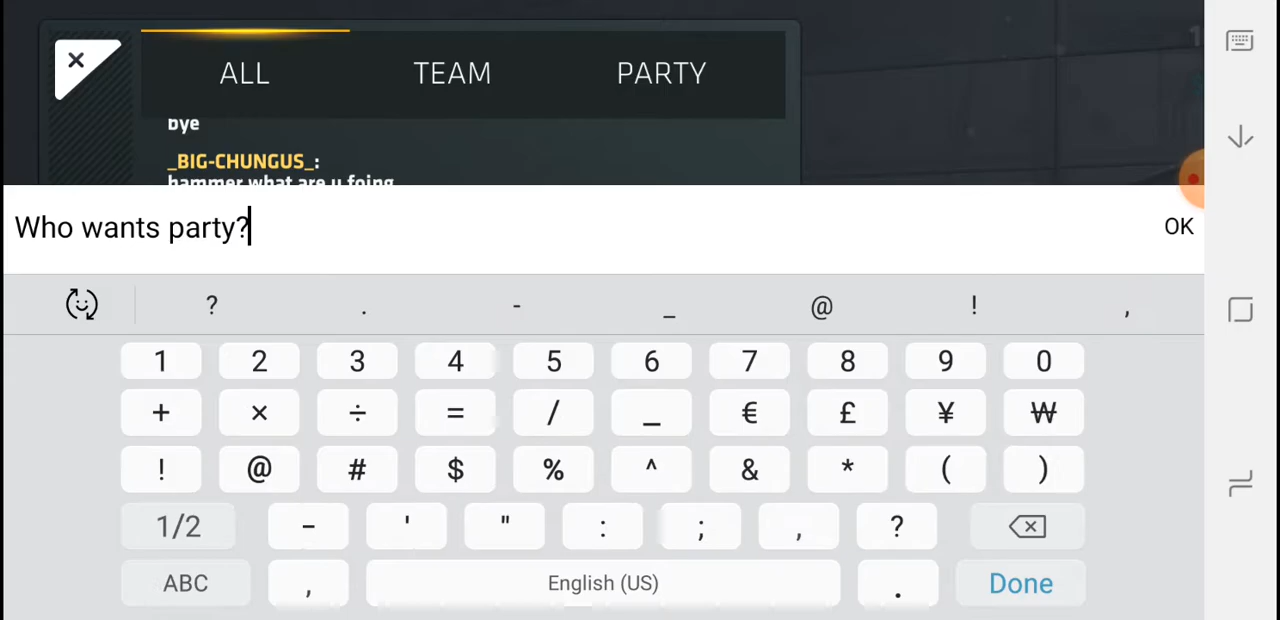 ALL TEAM PARTY
bye
_BIG-CHUNGUS_:
hammer what are u foing
Who wants party?
OK
? . - _ @ ! ,
1 2 3 4 5 6 7 8 9 0
+ × ÷ = / _ € £ ¥ ₩
! @ # $ % ^ & * ( )
1/2 - ' " : ; , ?
ABC , English (US) . Done